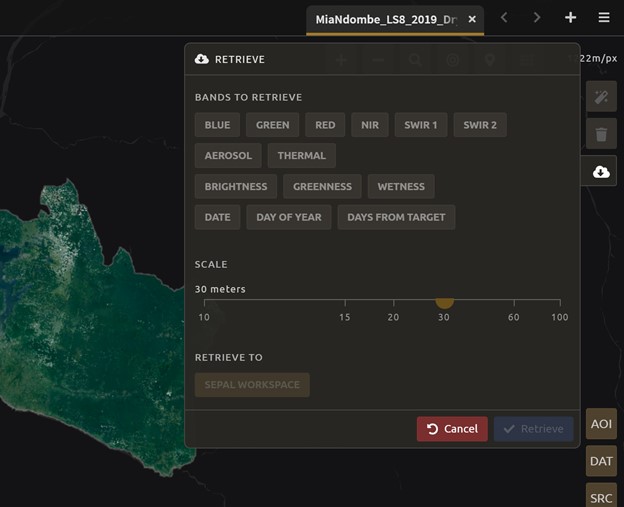 MiaNdombe_LS8_2019_Dr
22m/px
RETRIEVE
BANDS TO RETRIEVE
BLUE GREEN RED NIR SWIR 1 SWIR 2
AEROSOL THERMAL
BRIGHTNESS GREENNESS WETNESS
DATE DAY OF YEAR DAYS FROM TARGET
SCALE
30 meters
10 15 20 30 60 100
RETRIEVE TO
SEPAL WORKSPACE
Cancel Retrieve
AOI
DAT
SRC